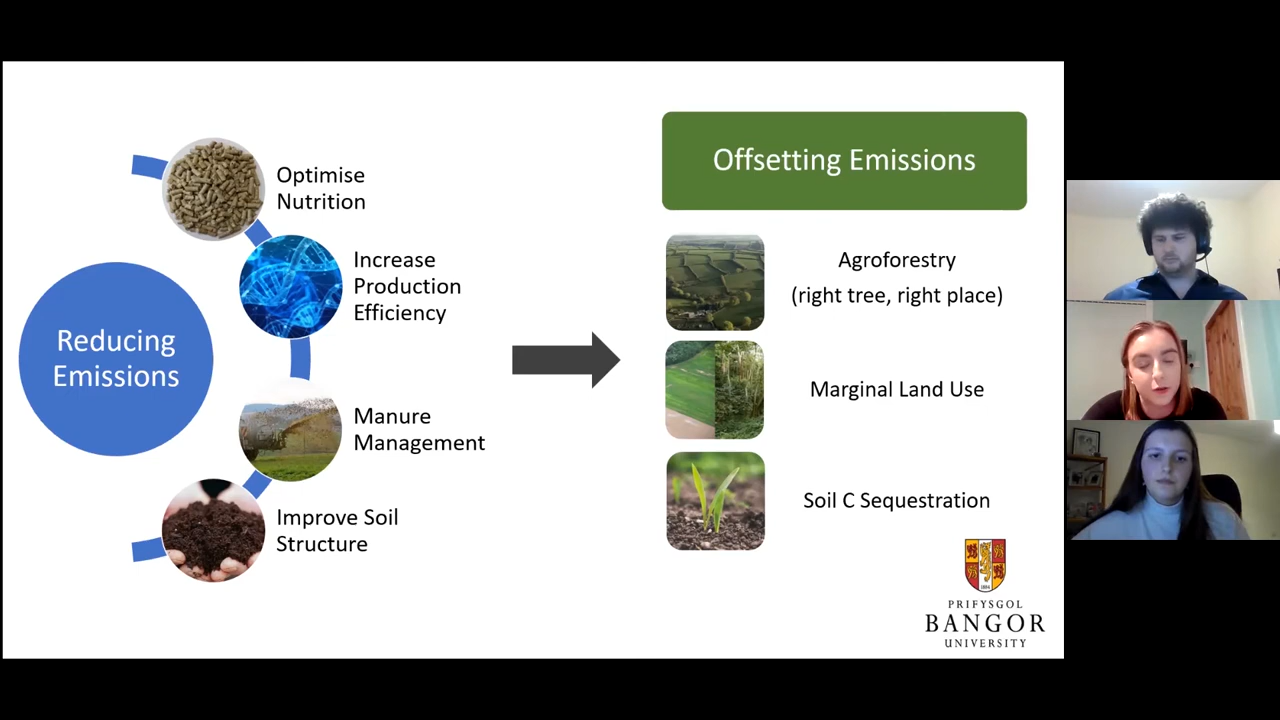 Reducing
Emissions
Optimise
Nutrition
Increase
Production
Efficiency
Manure
Management
Improve Soil
Structure
Offsetting Emissions
Agroforestry
(right tree, right place)
Marginal Land Use
Soil C Sequestration
1884
PRIFYSGOL
BANGOR
UNIVERSITY